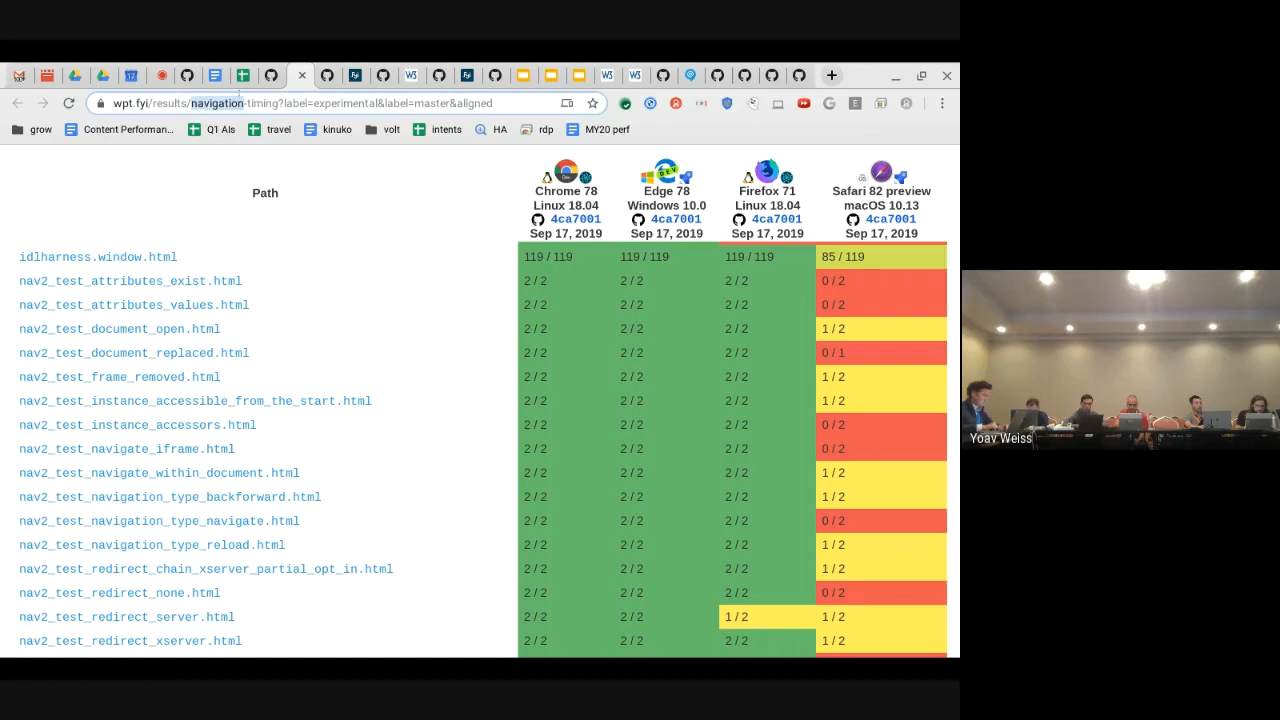 wpt.fyi/results/navigation-timing?label=experimental&label=master&aligned
grow Content Performan... Q1 AIs travel kinuko volt intents HA rdp MY20 perf
Path
Chrome 78 Edge 78 Firefox 71 Safari 82 preview
Linux 18.04 Windows 10.0 Linux 18.04 macOS 10.13
4ca7001 4ca7001 4ca7001 4ca7001
Sep 17, 2019 Sep 17, 2019 Sep 17, 2019 Sep 17, 2019
idlharness.window.html 119 / 119 119 / 119 119 / 119 85 / 119
nav2_test_attributes_exist.html 2 / 2 2 / 2 2 / 2 0 / 2
nav2_test_attributes_values.html 2 / 2 2 / 2 2 / 2 0 / 2
nav2_test_document_open.html 2 / 2 2 / 2 2 / 2 1 / 2
nav2_test_document_replaced.html 2 / 2 2 / 2 2 / 2 0 / 1
nav2_test_frame_removed.html 2 / 2 2 / 2 2 / 2 1 / 2
nav2_test_instance_accessible_from_the_start.html 2 / 2 2 / 2 2 / 2 1 / 2
nav2_test_instance_accessors.html 2 / 2 2 / 2 2 / 2 0 / 2
nav2_test_navigate_iframe.html 2 / 2 2 / 2 2 / 2 0 / 2
nav2_test_navigate_within_document.html 2 / 2 2 / 2 2 / 2 1 / 2
nav2_test_navigation_type_backforward.html 2 / 2 2 / 2 2 / 2 1 / 2
nav2_test_navigation_type_navigate.html 2 / 2 2 / 2 2 / 2 0 / 2
nav2_test_navigation_type_reload.html 2 / 2 2 / 2 2 / 2 1 / 2
nav2_test_redirect_chain_xserver_partial_opt_in.html 2 / 2 2 / 2 2 / 2 1 / 2
nav2_test_redirect_none.html 2 / 2 2 / 2 2 / 2 0 / 2
nav2_test_redirect_server.html 2 / 2 2 / 2 1 / 2 1 / 2
nav2_test_redirect_xserver.html 2 / 2 2 / 2 2 / 2 1 / 2
Yoav Weiss